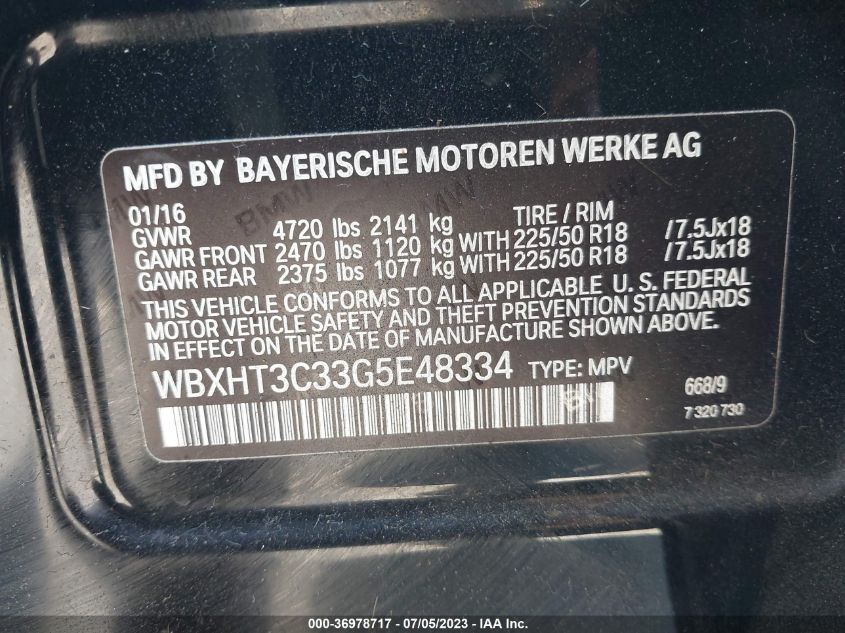 MFD BY BAYERISCHE MOTOREN WERKE AG
01/16 TIRE / RIM
GVWR 4720 lbs 2141 kg
GAWR FRONT 2470 lbs 1120 kg WITH 225/50 R18 /7.5Jx18
GAWR REAR 2375 lbs 1077 kg WITH 225/50 R18 /7.5Jx18
THIS VEHICLE CONFORMS TO ALL APPLICABLE U. S. FEDERAL
MOTOR VEHICLE SAFETY AND THEFT PREVENTION STANDARDS
IN EFFECT ON THE DATE OF MANUFACTURE SHOWN ABOVE.
WBXHT3C33G5E48334 TYPE: MPV
668/9
7 320 730
000-36978717 - 07/05/2023 - IAAI Inc.